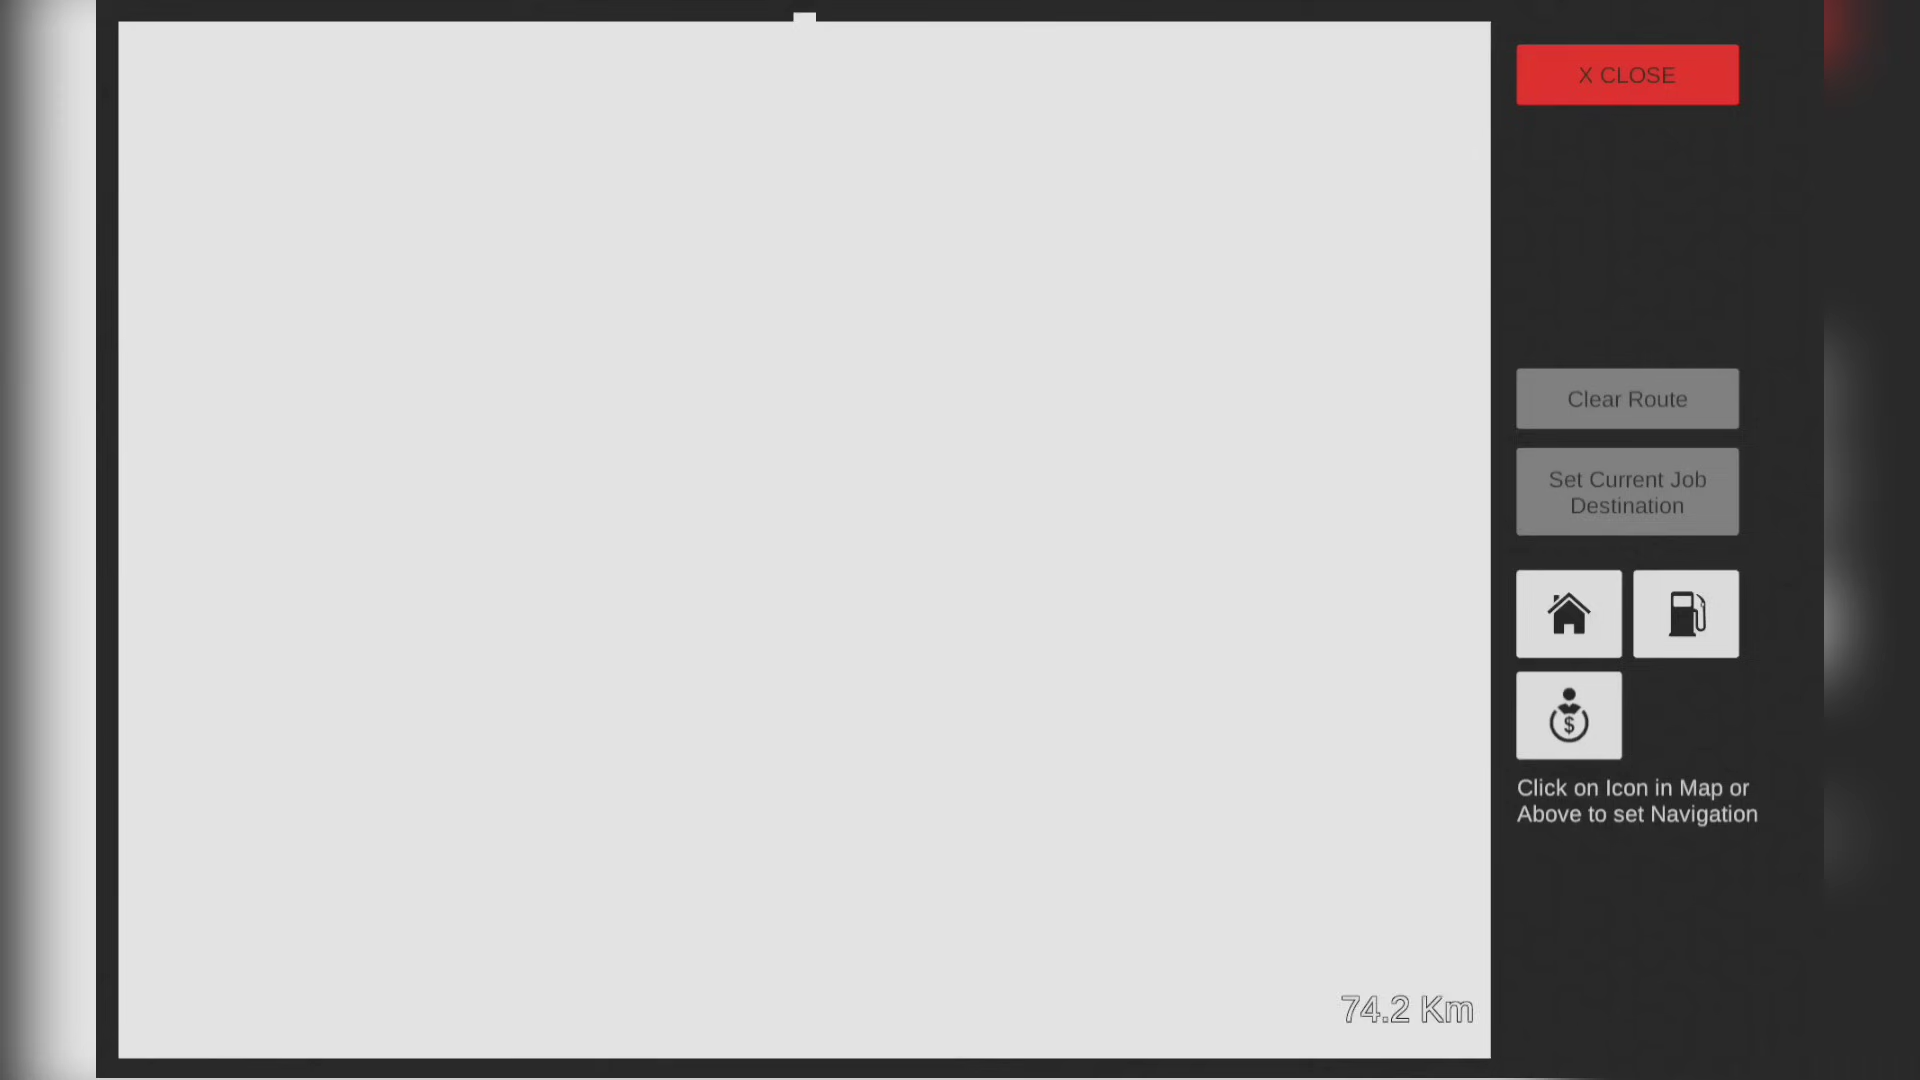 X CLOSE
Clear Route
Set Current Job
Destination
$
Click on Icon in Map or
Above to set Navigation
74.2 Km